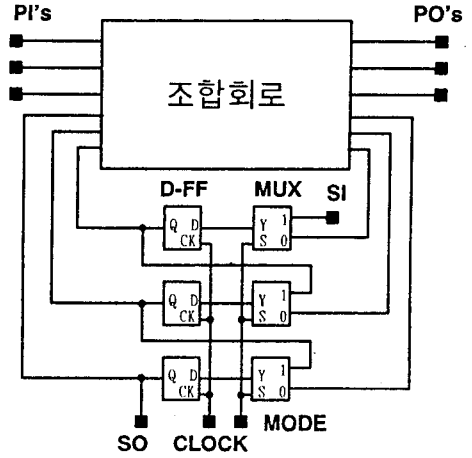 PI's PO's
조합회로
D-FF MUX SI
Q D Y 1
CK S 0
Q D Y 1
CK S 0
Q D Y 1
CK S 0
MODE
SO CLOCK